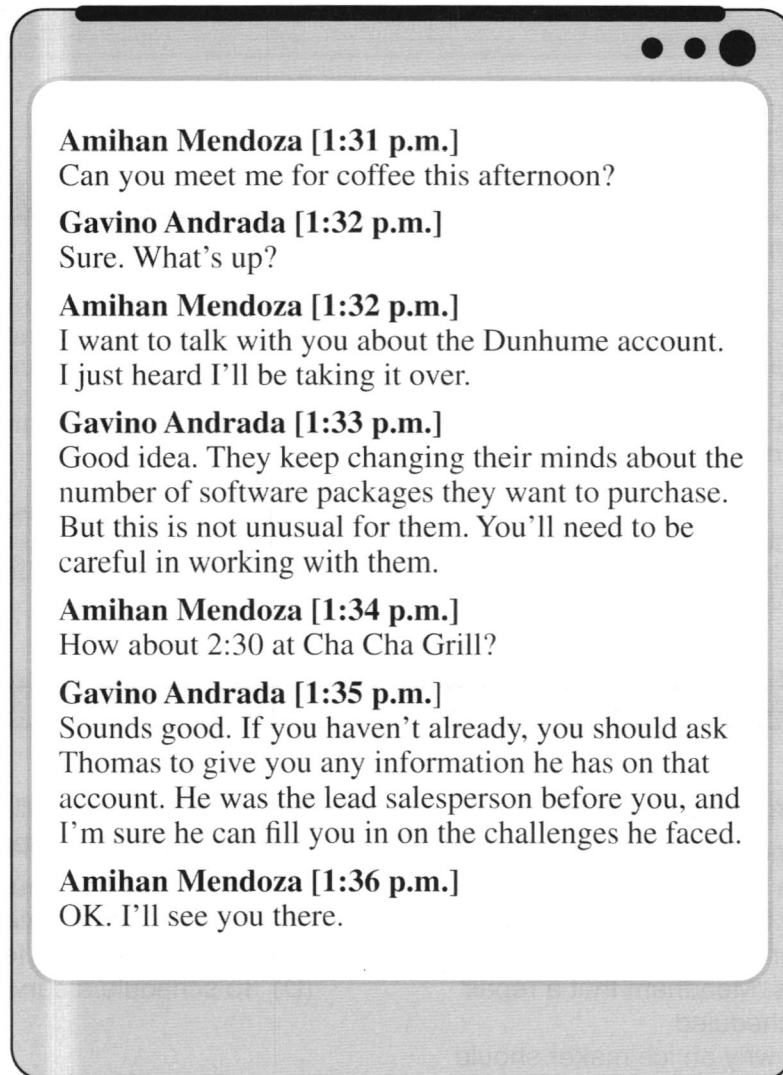 Amihan Mendoza [1:31 p.m.]
Can you meet me for coffee this afternoon?
Gavino Andrada [1:32 p.m.]
Sure. What's up?
Amihan Mendoza [1:32 p.m.]
I want to talk with you about the Dunhume account.
I just heard I'll be taking it over.
Gavino Andrada [1:33 p.m.]
Good idea. They keep changing their minds about the
number of software packages they want to purchase.
But this is not unusual for them. You'll need to be
careful in working with them.
Amihan Mendoza [1:34 p.m.]
How about 2:30 at Cha Cha Grill?
Gavino Andrada [1:35 p.m.]
Sounds good. If you haven't already, you should ask
Thomas to give you any information he has on that
account. He was the lead salesperson before you, and
I'm sure he can fill you in on the challenges he faced.
Amihan Mendoza [1:36 p.m.]
OK. I'll see you there.